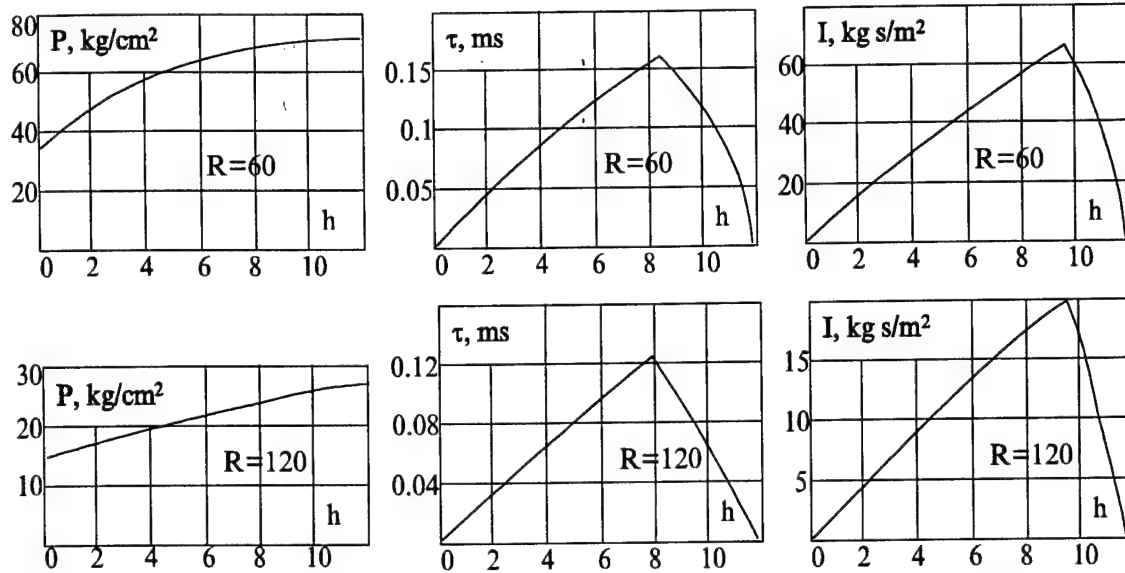 80
P, kg/cm²
60
40
R=60
20
h
0 2 4 6 8 10
τ, ms
0.15
0.1
R=60
0.05
h
0 2 4 6 8 10
I, kg s/m²
60
40
R=60
20
h
0 2 4 6 8 10
30
P, kg/cm²
20
R=120
10
h
0 2 4 6 8 10
τ, ms
0.12
0.08
R=120
0.04
h
0 2 4 6 8 10
I, kg s/m²
15
10
R=120
5
h
0 2 4 6 8 10